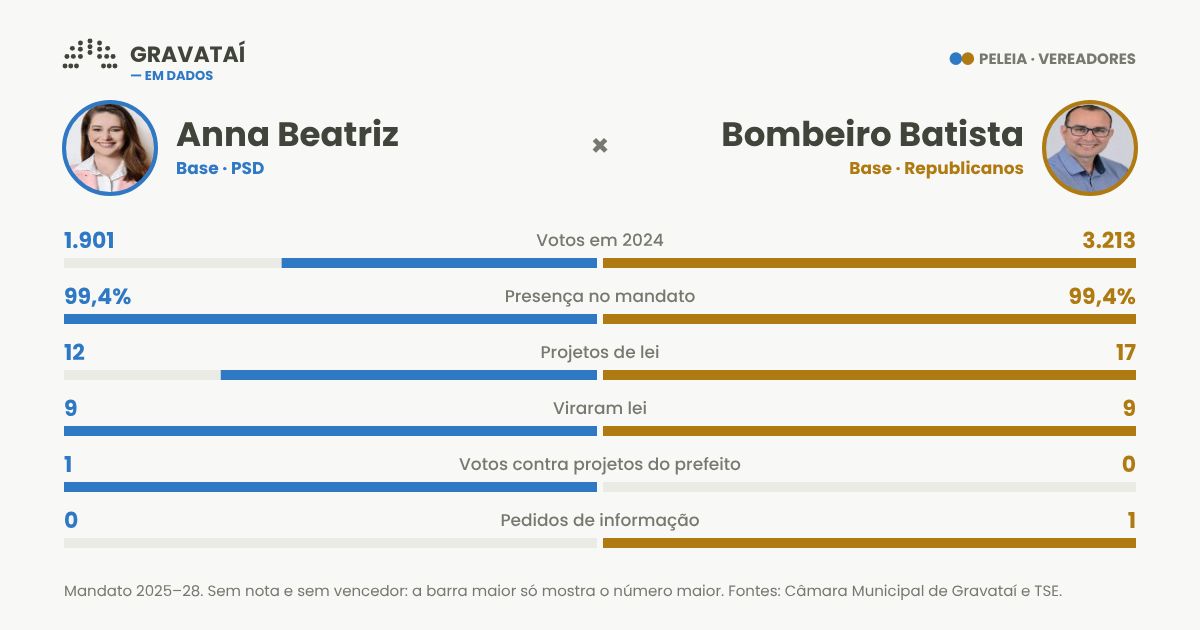 GRAVATAÍ
— EM DADOS
PELEIA · VEREADORES
Anna Beatriz
Base · PSD
×
Bombeiro Batista
Base · Republicanos
1.901 Votos em 2024 3.213
99,4% Presença no mandato 99,4%
12 Projetos de lei 17
9 Viraram lei 9
1 Votos contra projetos do prefeito 0
0 Pedidos de informação 1
Mandato 2025–28. Sem nota e sem vencedor: a barra maior só mostra o número maior. Fontes: Câmara Municipal de Gravataí e TSE.